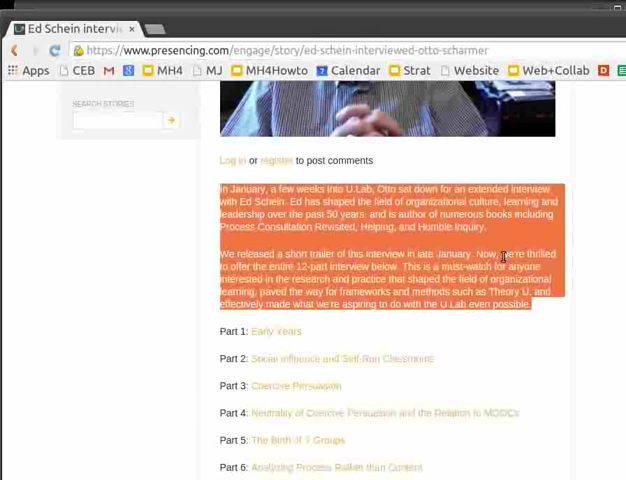 Ed Schein intervi ×
https://www.presencing.com/engage/story/ed-schein-interviewed-otto-scharmer
Apps CEB MH4 MJ MH4Howto 7 Calendar Strat Website Web+Collab D
SEARCH STORIES
Log in or register to post comments
In January, a few weeks into U.Lab, Otto sat down for an extended interview
with Ed Schein. Ed has shaped the field of organizational culture, learning and
leadership over the past 50 years, and is author of numerous books including
Process Consultation Revisited, Helping, and Humble Inquiry.
We released a short trailer of this interview in late January. Now, we're thrilled
to offer the entire 12-part interview below. This is a must-watch for anyone
interested in the research and practice that shaped the field of organizational
learning, paved the way for frameworks and methods such as Theory U, and
effectively made what we're aspiring to do with the U.Lab even possible.
Part 1: Early Years
Part 2: Social Influence and Self-Run Classrooms
Part 3: Coercive Persuasion
Part 4: Neutrality of Coercive Persuasion and the Relation to MOOCs
Part 5: The Birth of T Groups
Part 6: Analyzing Process Rather than Content